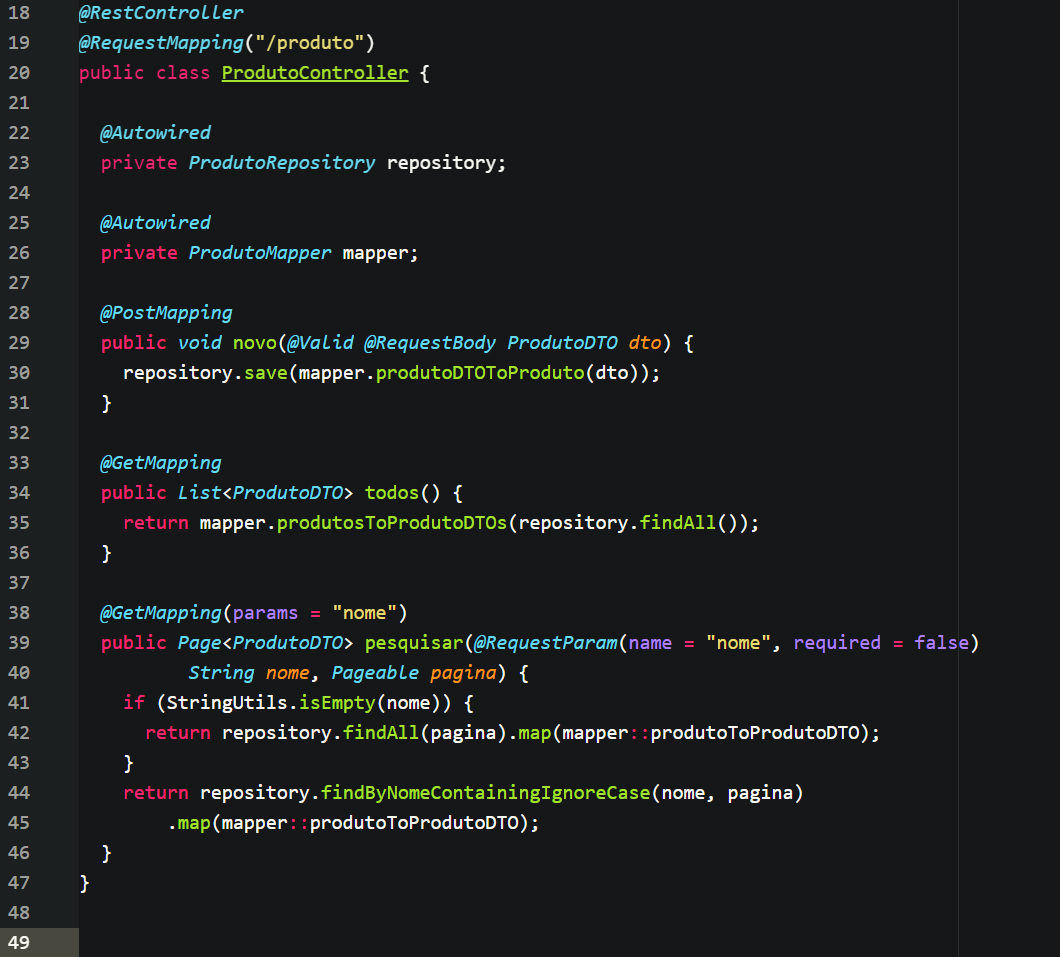 18 @RestController
19 @RequestMapping("/produto")
20 public class ProdutoController {
21
22 @Autowired
23 private ProdutoRepository repository;
24
25 @Autowired
26 private ProdutoMapper mapper;
27
28 @PostMapping
29 public void novo(@Valid @RequestBody ProdutoDTO dto) {
30 repository.save(mapper.produtoDTOToProduto(dto));
31 }
32
33 @GetMapping
34 public List<ProdutoDTO> todos() {
35 return mapper.produtosToProdutoDTOs(repository.findAll());
36 }
37
38 @GetMapping(params = "nome")
39 public Page<ProdutoDTO> pesquisar(@RequestParam(name = "nome", required = false)
40 String nome, Pageable pagina) {
41 if (StringUtils.isEmpty(nome)) {
42 return repository.findAll(pagina).map(mapper::produtoToProdutoDTO);
43 }
44 return repository.findByNomeContainingIgnoreCase(nome, pagina)
45 .map(mapper::produtoToProdutoDTO);
46 }
47 }
48
49